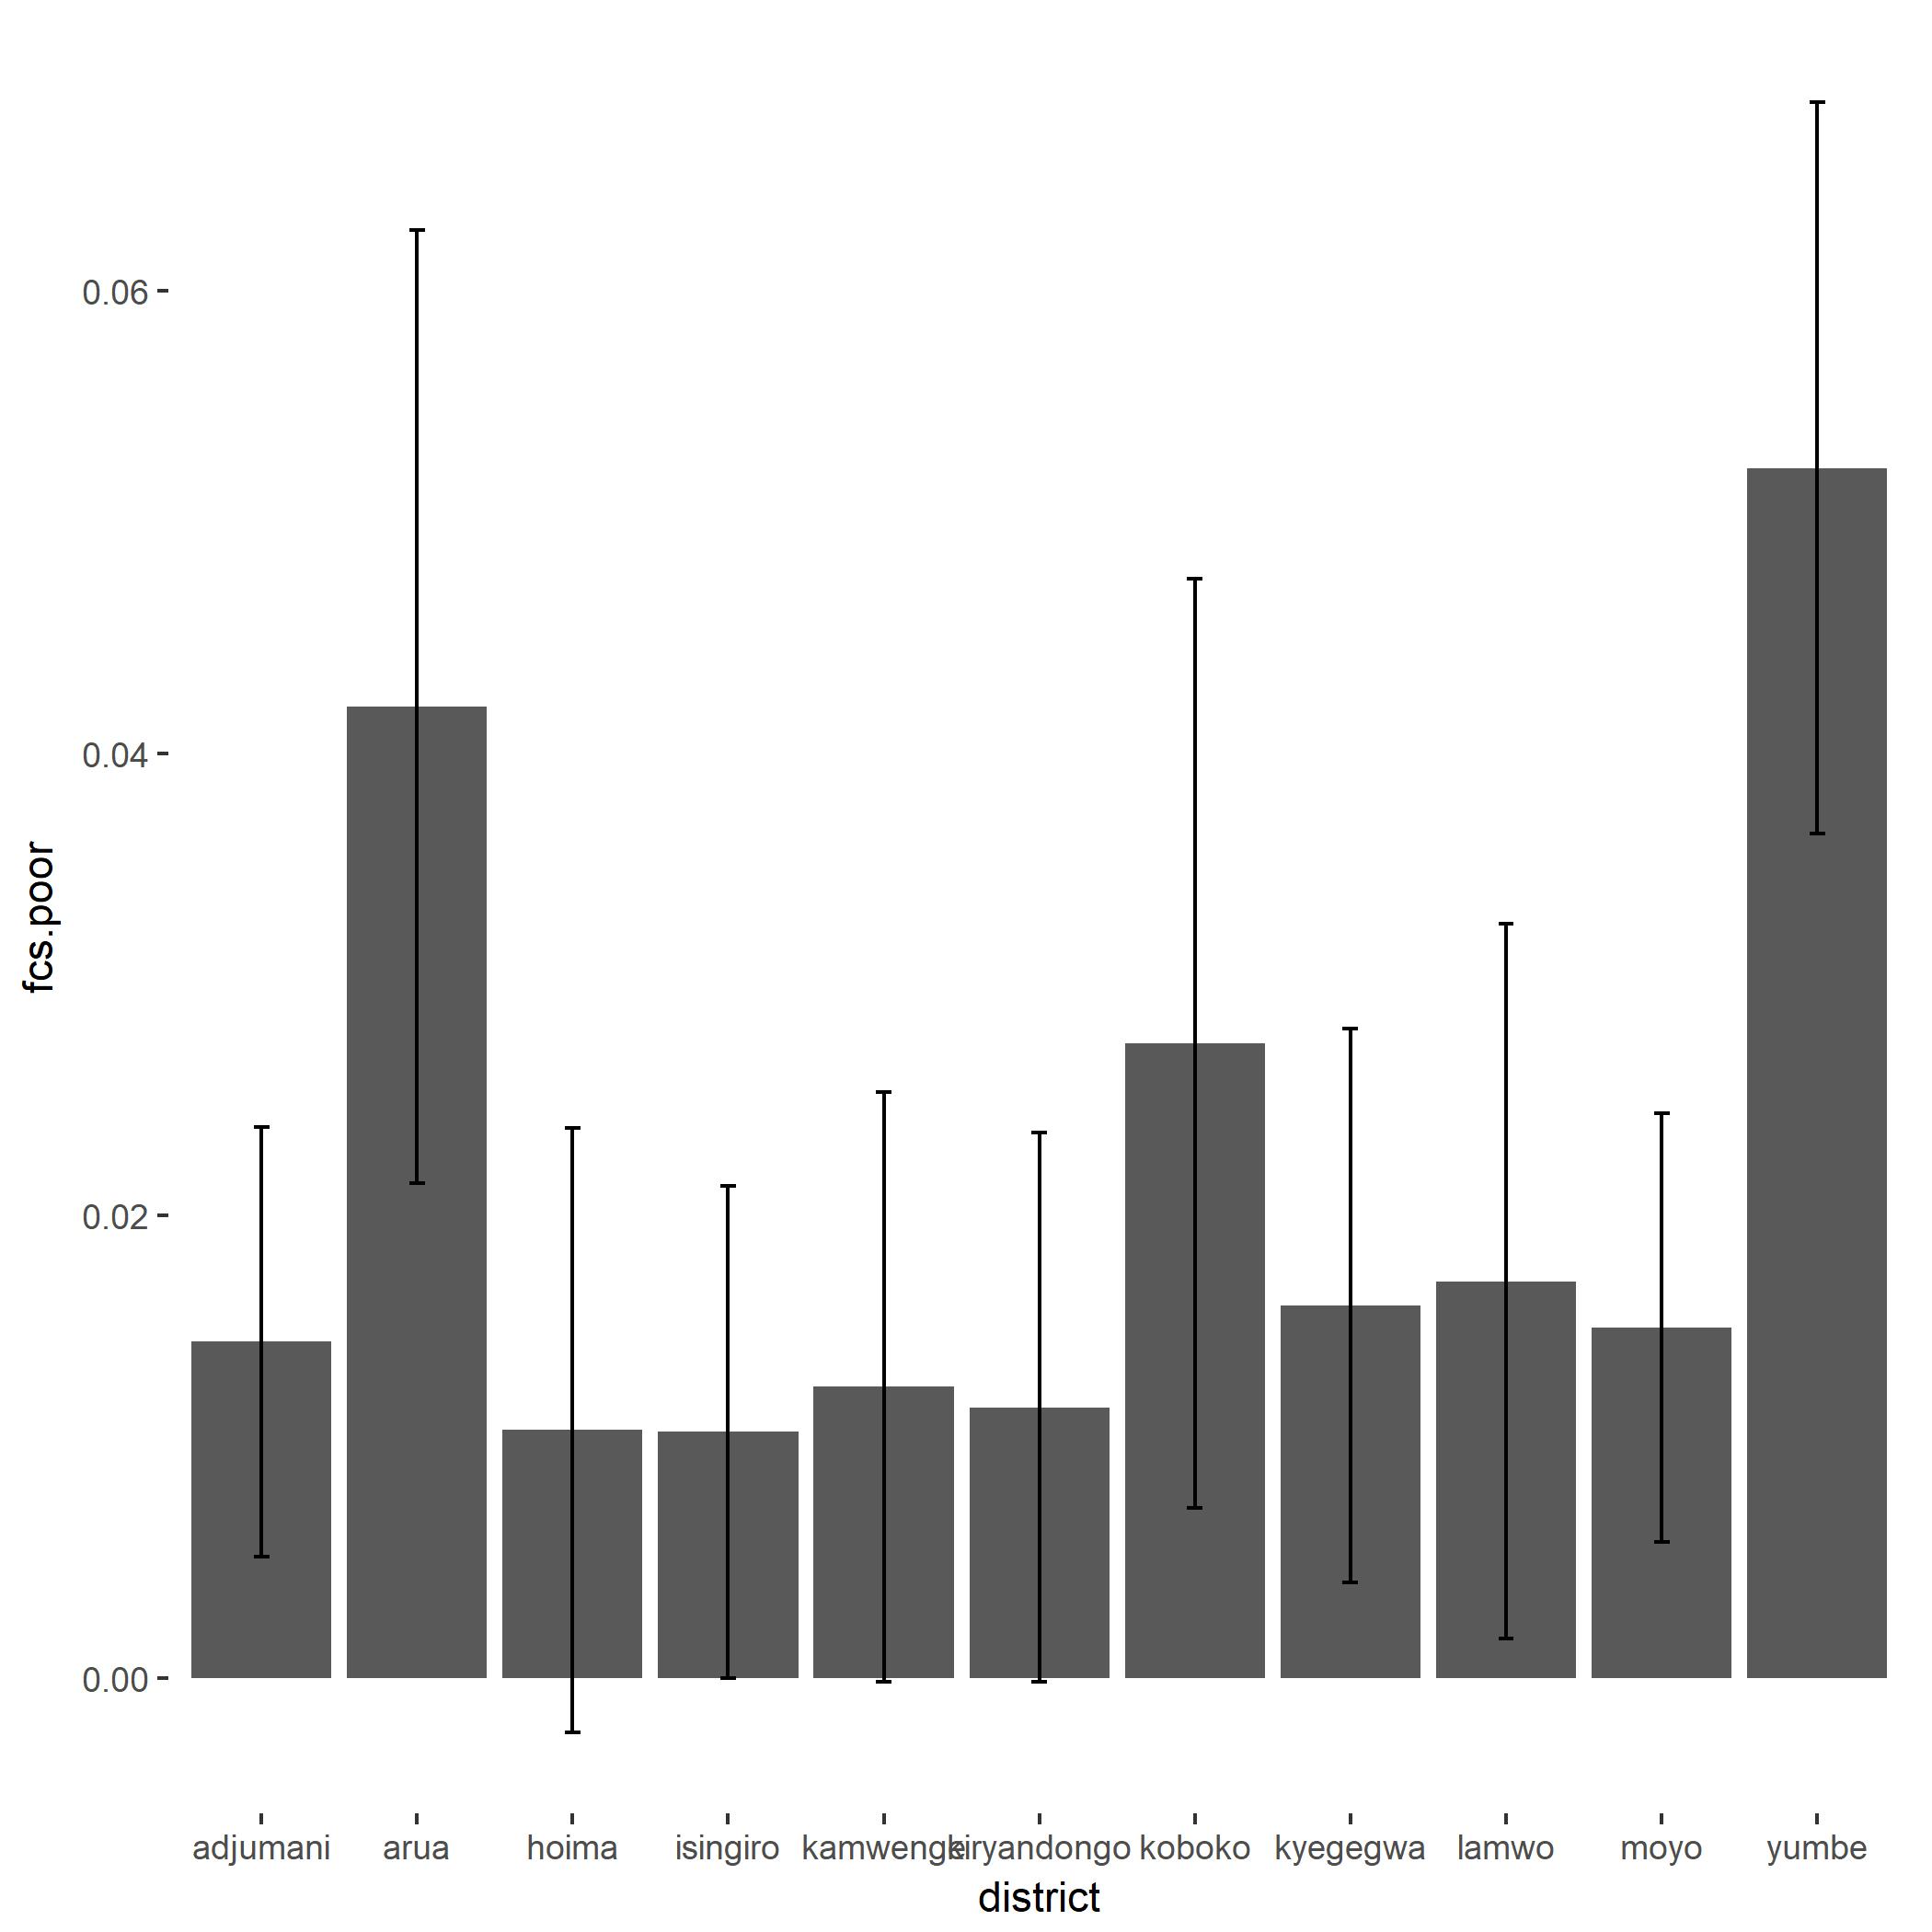 fcs.poor
0.06
0.04
0.02
0.00
adjumani arua hoima isingiro kamwenge kiryandongo koboko kyegegwa lamwo moyo yumbe
district